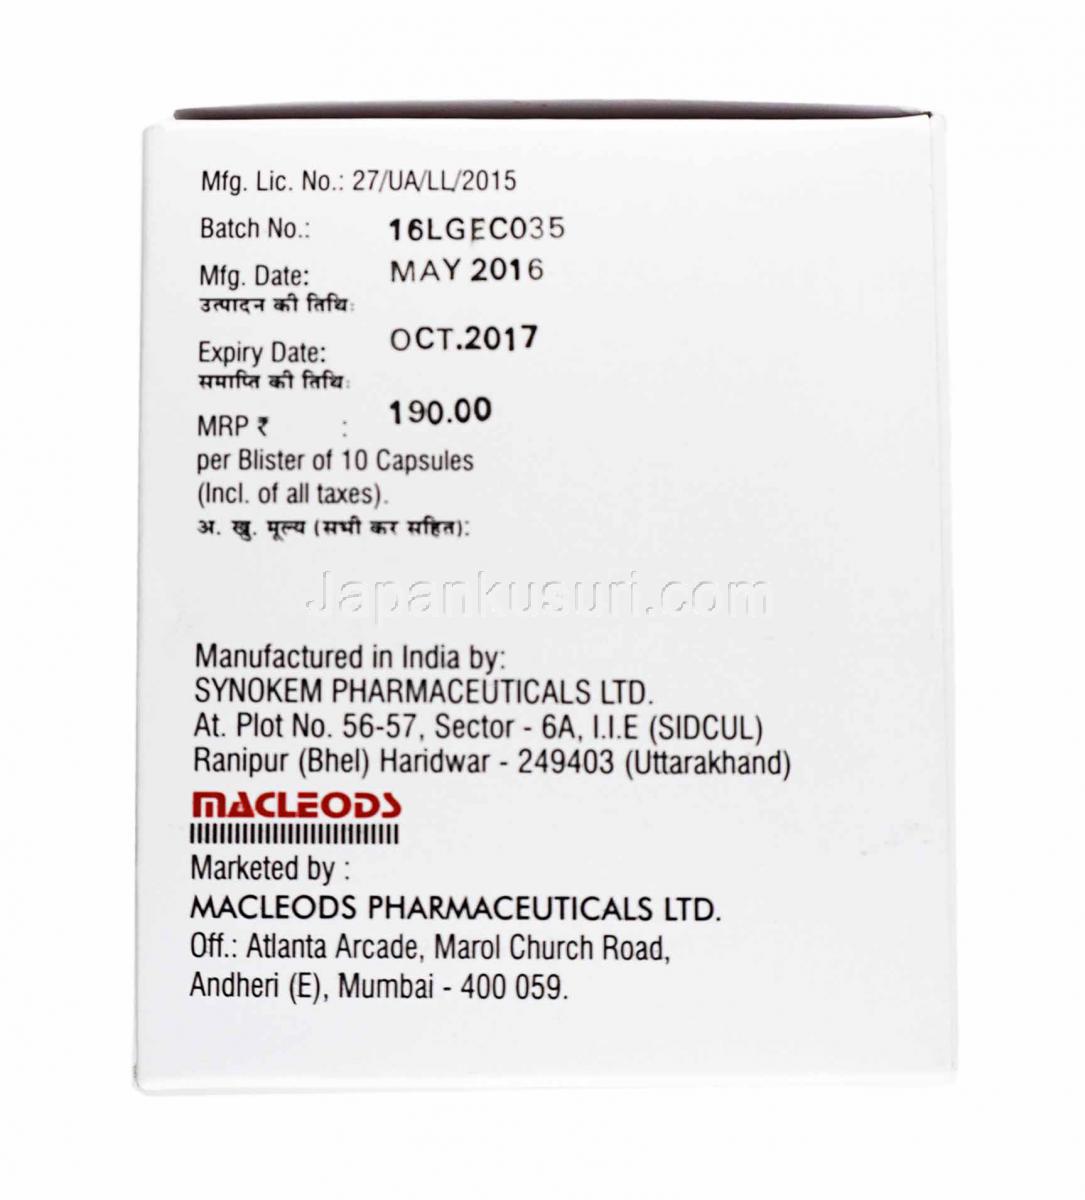 Mfg. Lic. No.: 27/UA/LL/2015
Batch No.: 16LGEC035
Mfg. Date: MAY 2016
उत्पादन की तिथि:
Expiry Date: OCT.2017
समाप्ति की तिथि:
MRP ₹ : 190.00
per Blister of 10 Capsules
(Incl. of all taxes).
अ. खु. मूल्य (सभी कर सहित):
Japankusuri.com
Manufactured in India by:
SYNOKEM PHARMACEUTICALS LTD.
At. Plot No. 56-57, Sector - 6A, I.I.E (SIDCUL)
Ranipur (Bhel) Haridwar - 249403 (Uttarakhand)
MACLEODS
Marketed by :
MACLEODS PHARMACEUTICALS LTD.
Off.: Atlanta Arcade, Marol Church Road,
Andheri (E), Mumbai - 400 059.